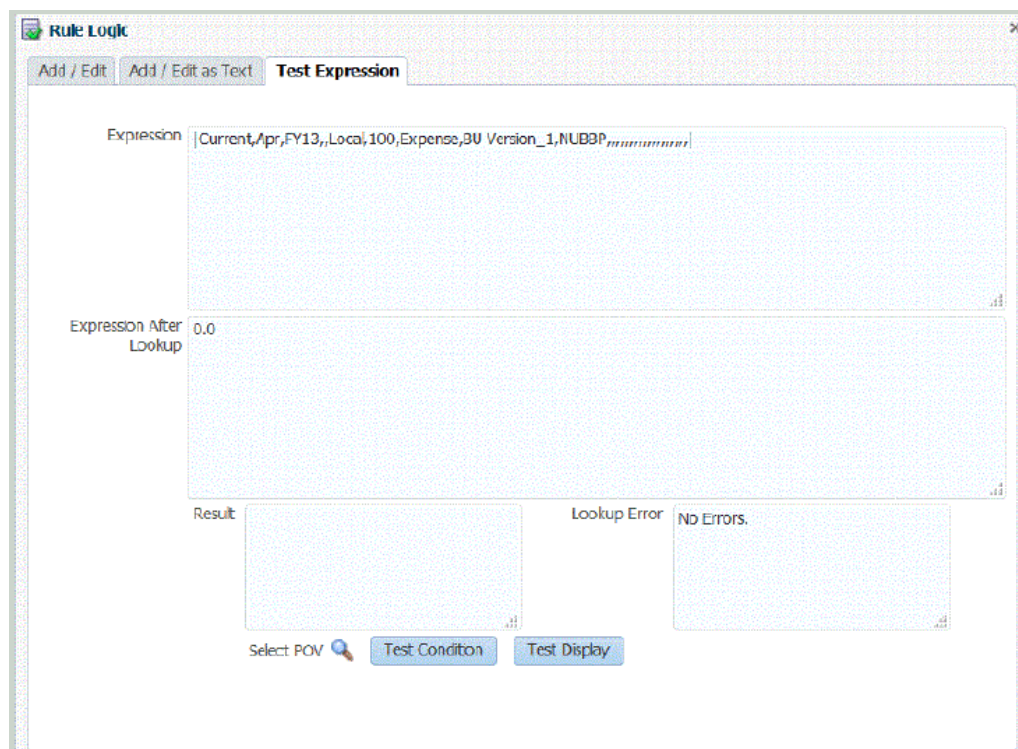 Rule Logic
Add / Edit Add / Edit as Text Test Expression
Expression |Current,Apr,FY13,,Local,100,Expense,BU Version_1,NUBBP,,,,,,,,,,,,,,,,,,,|
Expression After 0.0
Lookup
Result Lookup Error No Errors.
Select POV Test Conditon Test Display